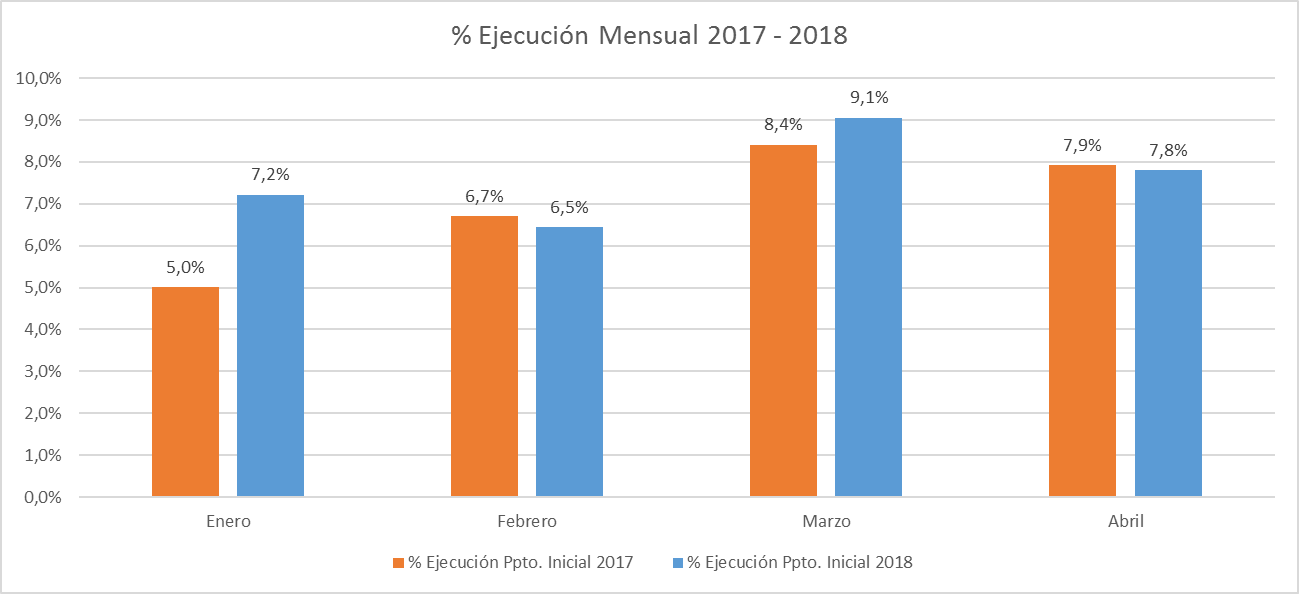 % Ejecución Mensual 2017 - 2018
10,0%
9,0%
8,0%
7,0%
6,0%
5,0%
4,0%
3,0%
2,0%
1,0%
0,0%
5,0%
7,2%
6,7%
6,5%
8,4%
9,1%
7,9%
7,8%
Enero
Febrero
Marzo
Abril
% Ejecución Ppto. Inicial 2017
% Ejecución Ppto. Inicial 2018